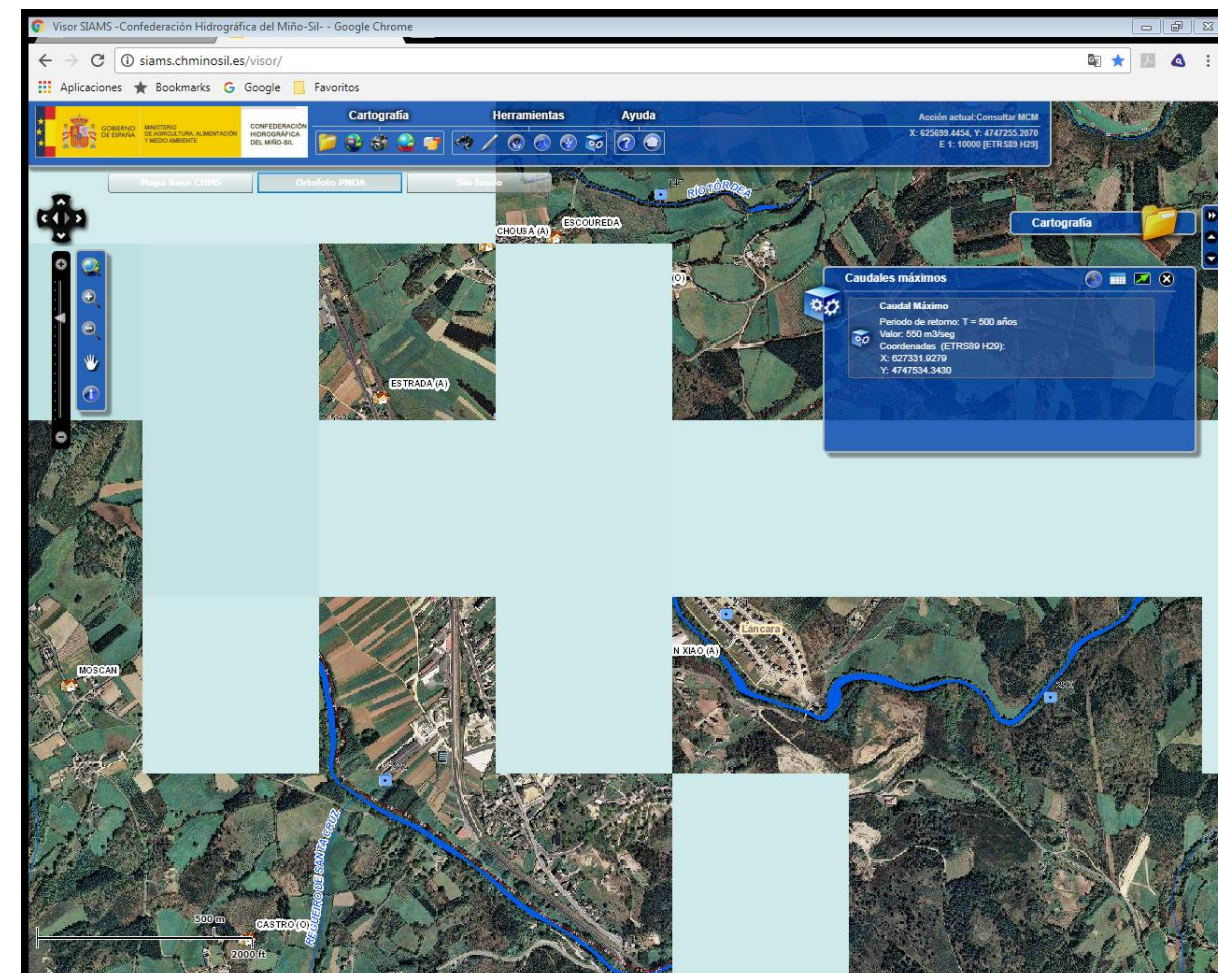 Visor SIAMS -Confederación Hidrográfica del Miño-Sil- - Google Chrome
siams.chminosil.es/visor/
Aplicaciones Bookmarks Google Favoritos
GOBIERNO DE ESPAÑA
MINISTERIO DE AGRICULTURA, ALIMENTACIÓN Y MEDIO AMBIENTE
CONFEDERACIÓN HIDROGRÁFICA DEL MIÑO-SIL
Cartografía Herramientas Ayuda
Acción actual:Consultar MCM
X: 625699.4454, Y: 4747255.2070
E 1: 10000 [ETRS89 H29]
Mapa Base CHMS Ortofoto PNOA Sin fondo
RÍO TÓRDEA
CHOUSA (A) ESCOUREDA
Cartografía
(O)
Caudales máximos
Caudal Máximo
Periodo de retorno: T = 500 años
Valor: 550 m3/seg
Coordenadas (ETRS89 H29):
X: 627331.9279
Y: 4747534.3430
ESTRADA (A)
Láncara
N XIAO (A)
MOSCAN
REGUEIRO DE SANTA CRUZ
CASTRO (O)
500 m
2000 ft